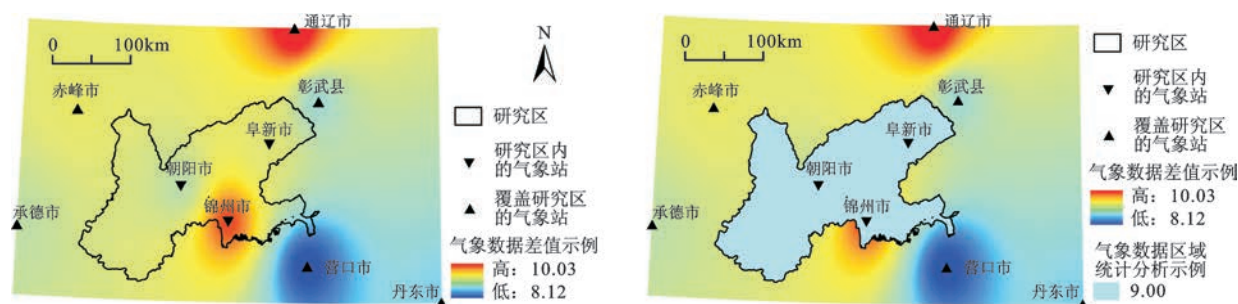 通辽市
0 100km
N
赤峰市
彰武县
阜新市
朝阳市
锦州市
承德市
营口市
丹东市
研究区
研究区内
的气象站
覆盖研究区
的气象站
气象数据差值示例
高：10.03
低：8.12
通辽市
0 100km
赤峰市
彰武县
阜新市
朝阳市
锦州市
承德市
营口市
丹东市
研究区
研究区内
的气象站
覆盖研究区
的气象站
气象数据差值示例
高：10.03
低：8.12
气象数据区域
统计分析示例
9.00